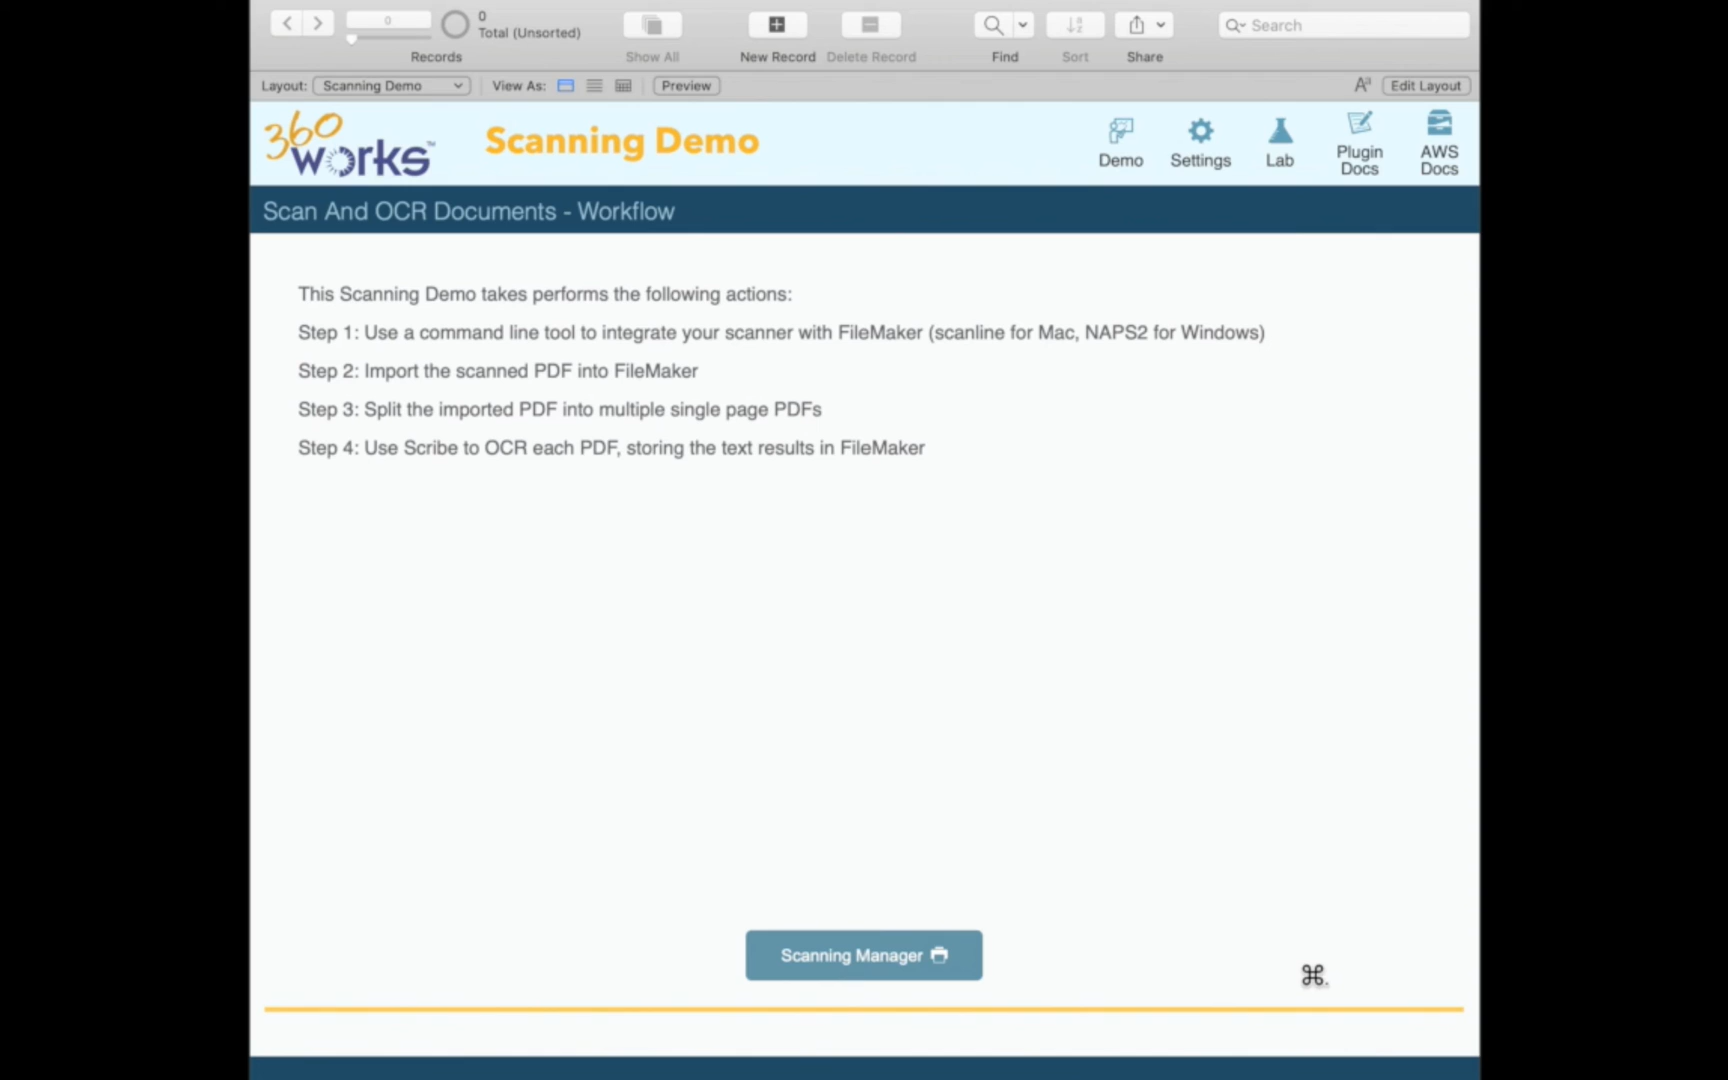 0
0
Total (Unsorted)
Search
Records
Show All
New Record
Delete Record
Find
Sort
Share
Layout:
Scanning Demo
View As:
Preview
Aa
Edit Layout
360
works™
Scanning Demo
Demo
Settings
Lab
Plugin
Docs
AWS
Docs
Scan And OCR Documents - Workflow
This Scanning Demo takes performs the following actions:
Step 1: Use a command line tool to integrate your scanner with FileMaker (scanline for Mac, NAPS2 for Windows)
Step 2: Import the scanned PDF into FileMaker
Step 3: Split the imported PDF into multiple single page PDFs
Step 4: Use Scribe to OCR each PDF, storing the text results in FileMaker
Scanning Manager
⌘.